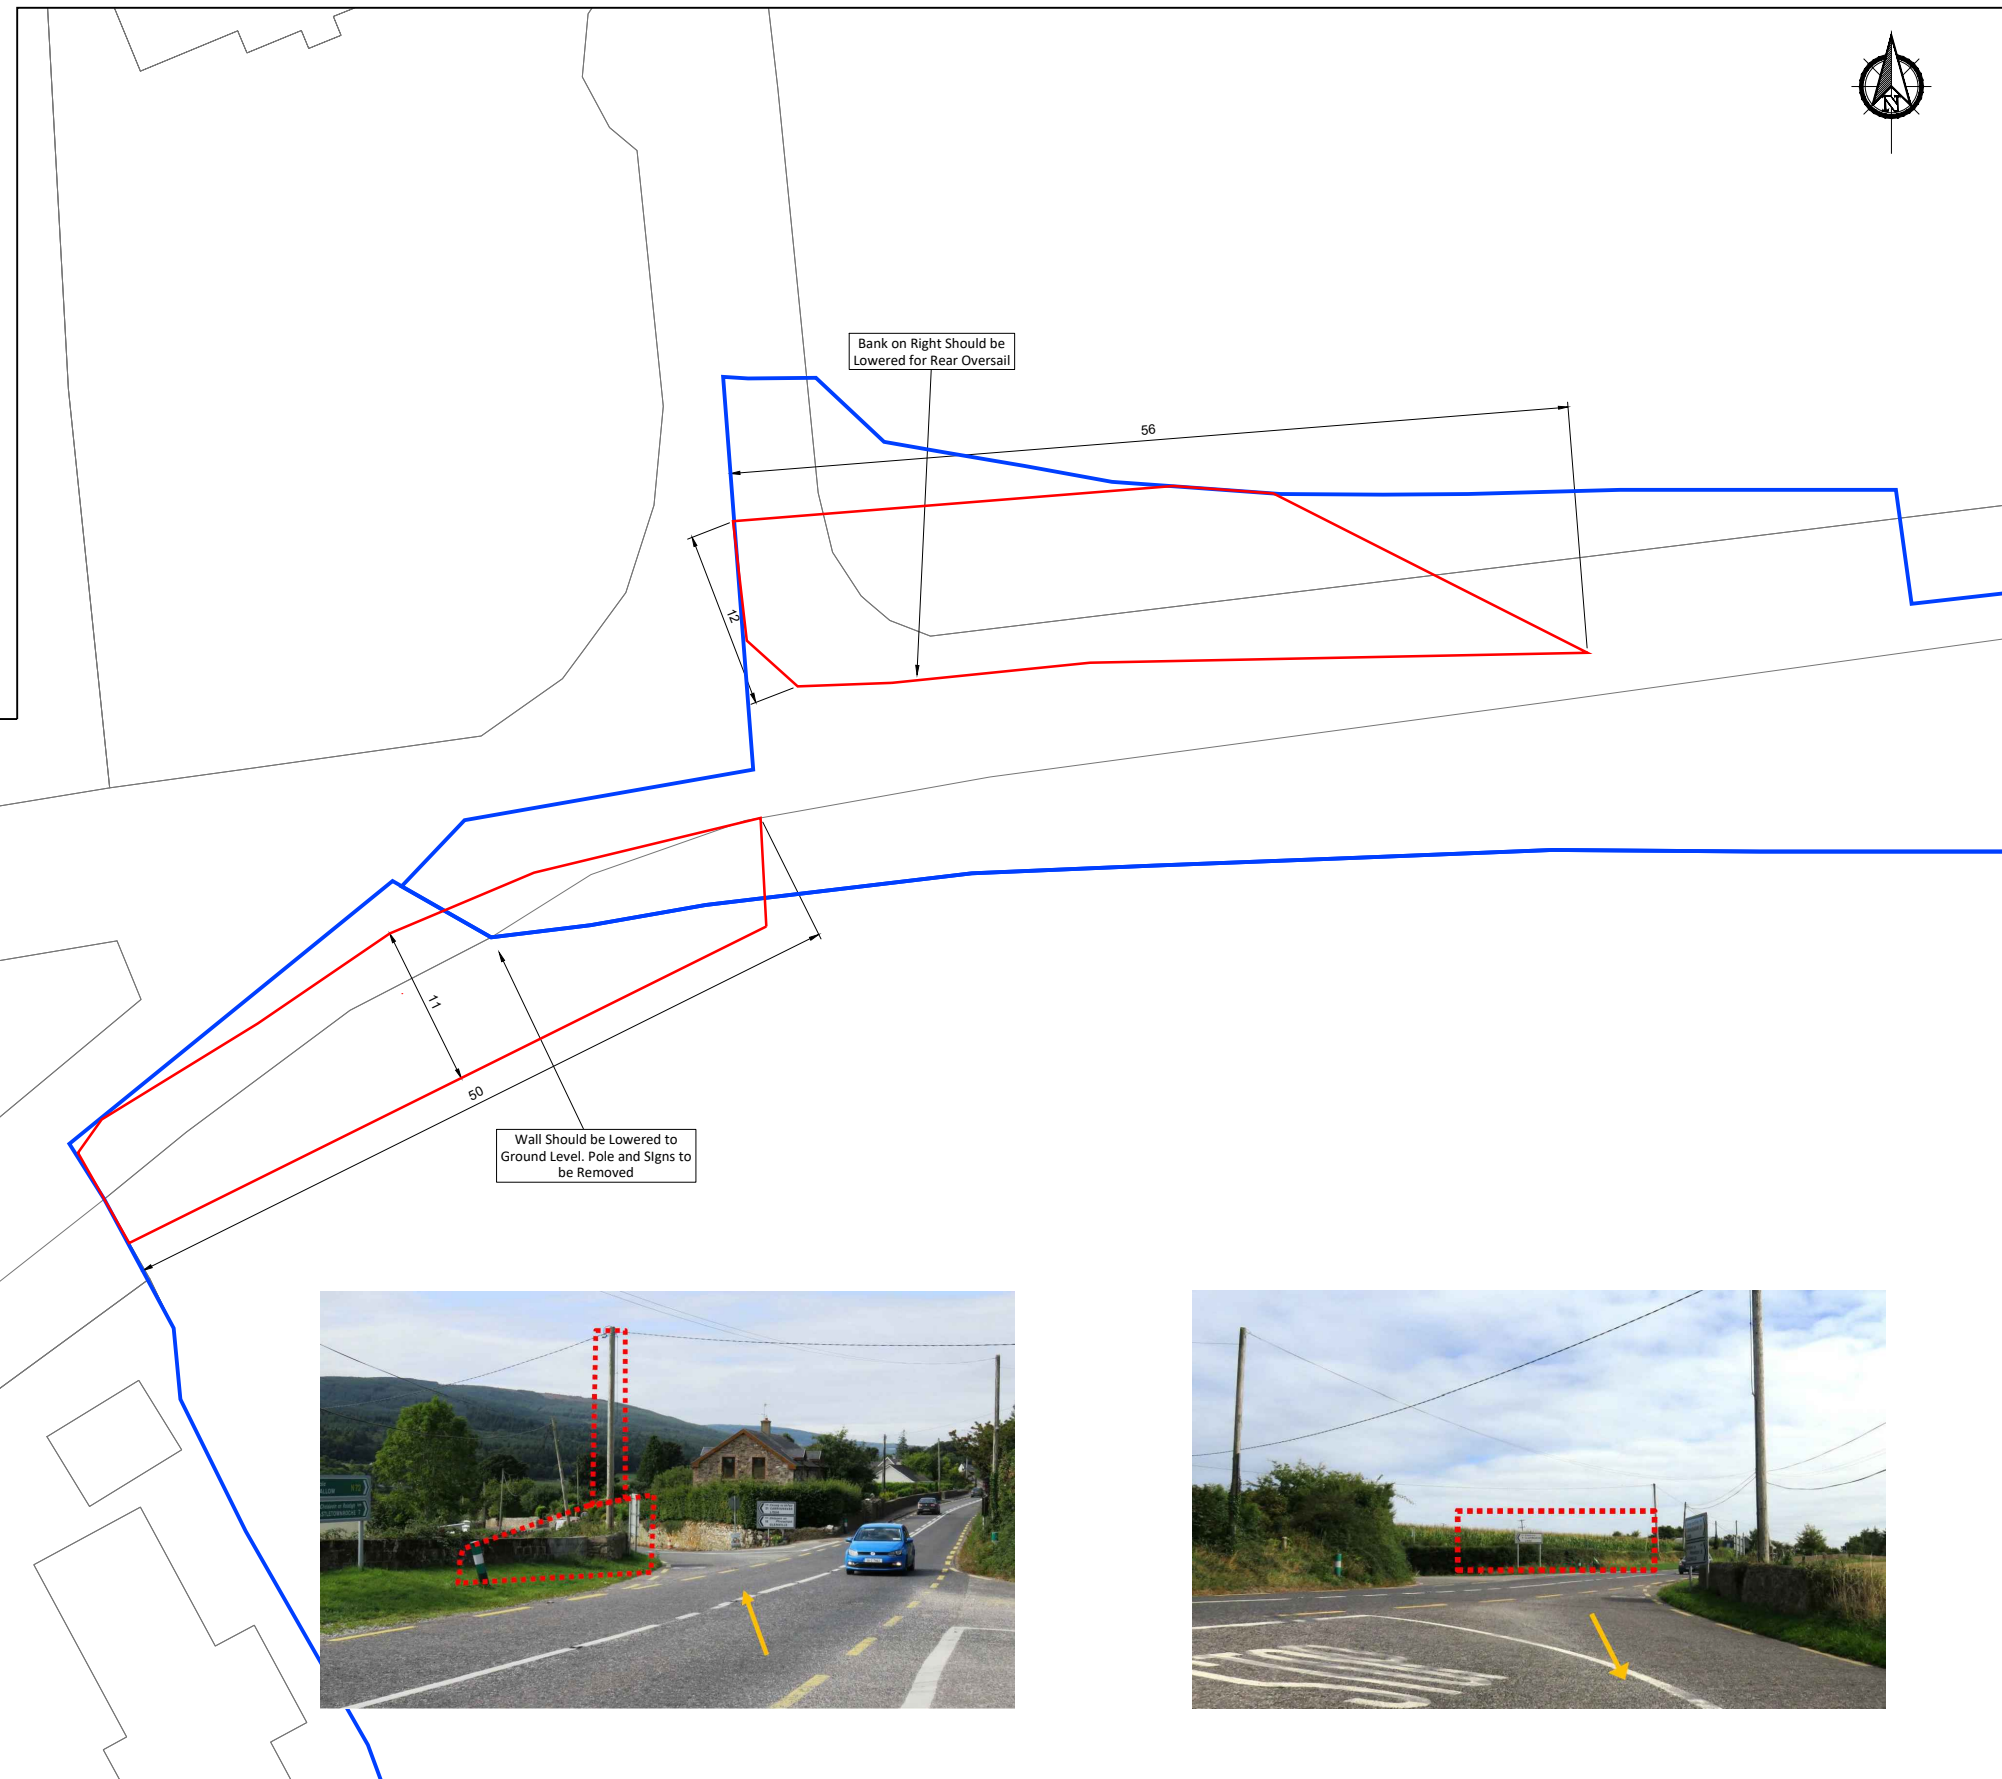 N
Bank on Right Should be
Lowered for Rear Oversail
56
12
11
50
Wall Should be Lowered to
Ground Level. Pole and SIgns to
be Removed
N72